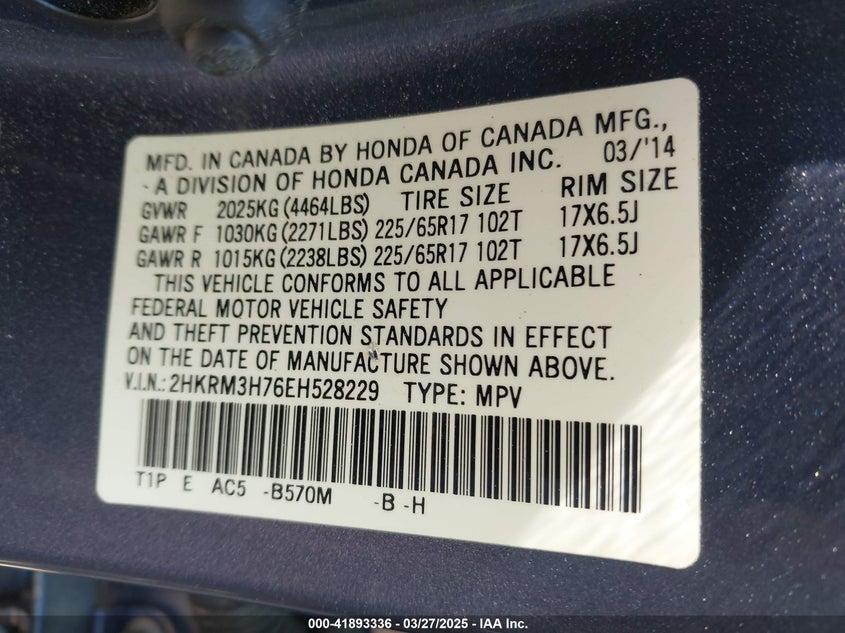 MFD. IN CANADA BY HONDA OF CANADA MFG.,
- A DIVISION OF HONDA CANADA INC. 03/'14
GVWR 2025KG (4464LBS) TIRE SIZE RIM SIZE
GAWR F 1030KG (2271LBS) 225/65R17 102T 17X6.5J
GAWR R 1015KG (2238LBS) 225/65R17 102T 17X6.5J
THIS VEHICLE CONFORMS TO ALL APPLICABLE
FEDERAL MOTOR VEHICLE SAFETY
AND THEFT PREVENTION STANDARDS IN EFFECT
ON THE DATE OF MANUFACTURE SHOWN ABOVE.
V.I.N.: 2HKRM3H76EH528229 TYPE: MPV
T1P E AC5 -B570M -B -H
000-41893336 - 03/27/2025 - IAA Inc.